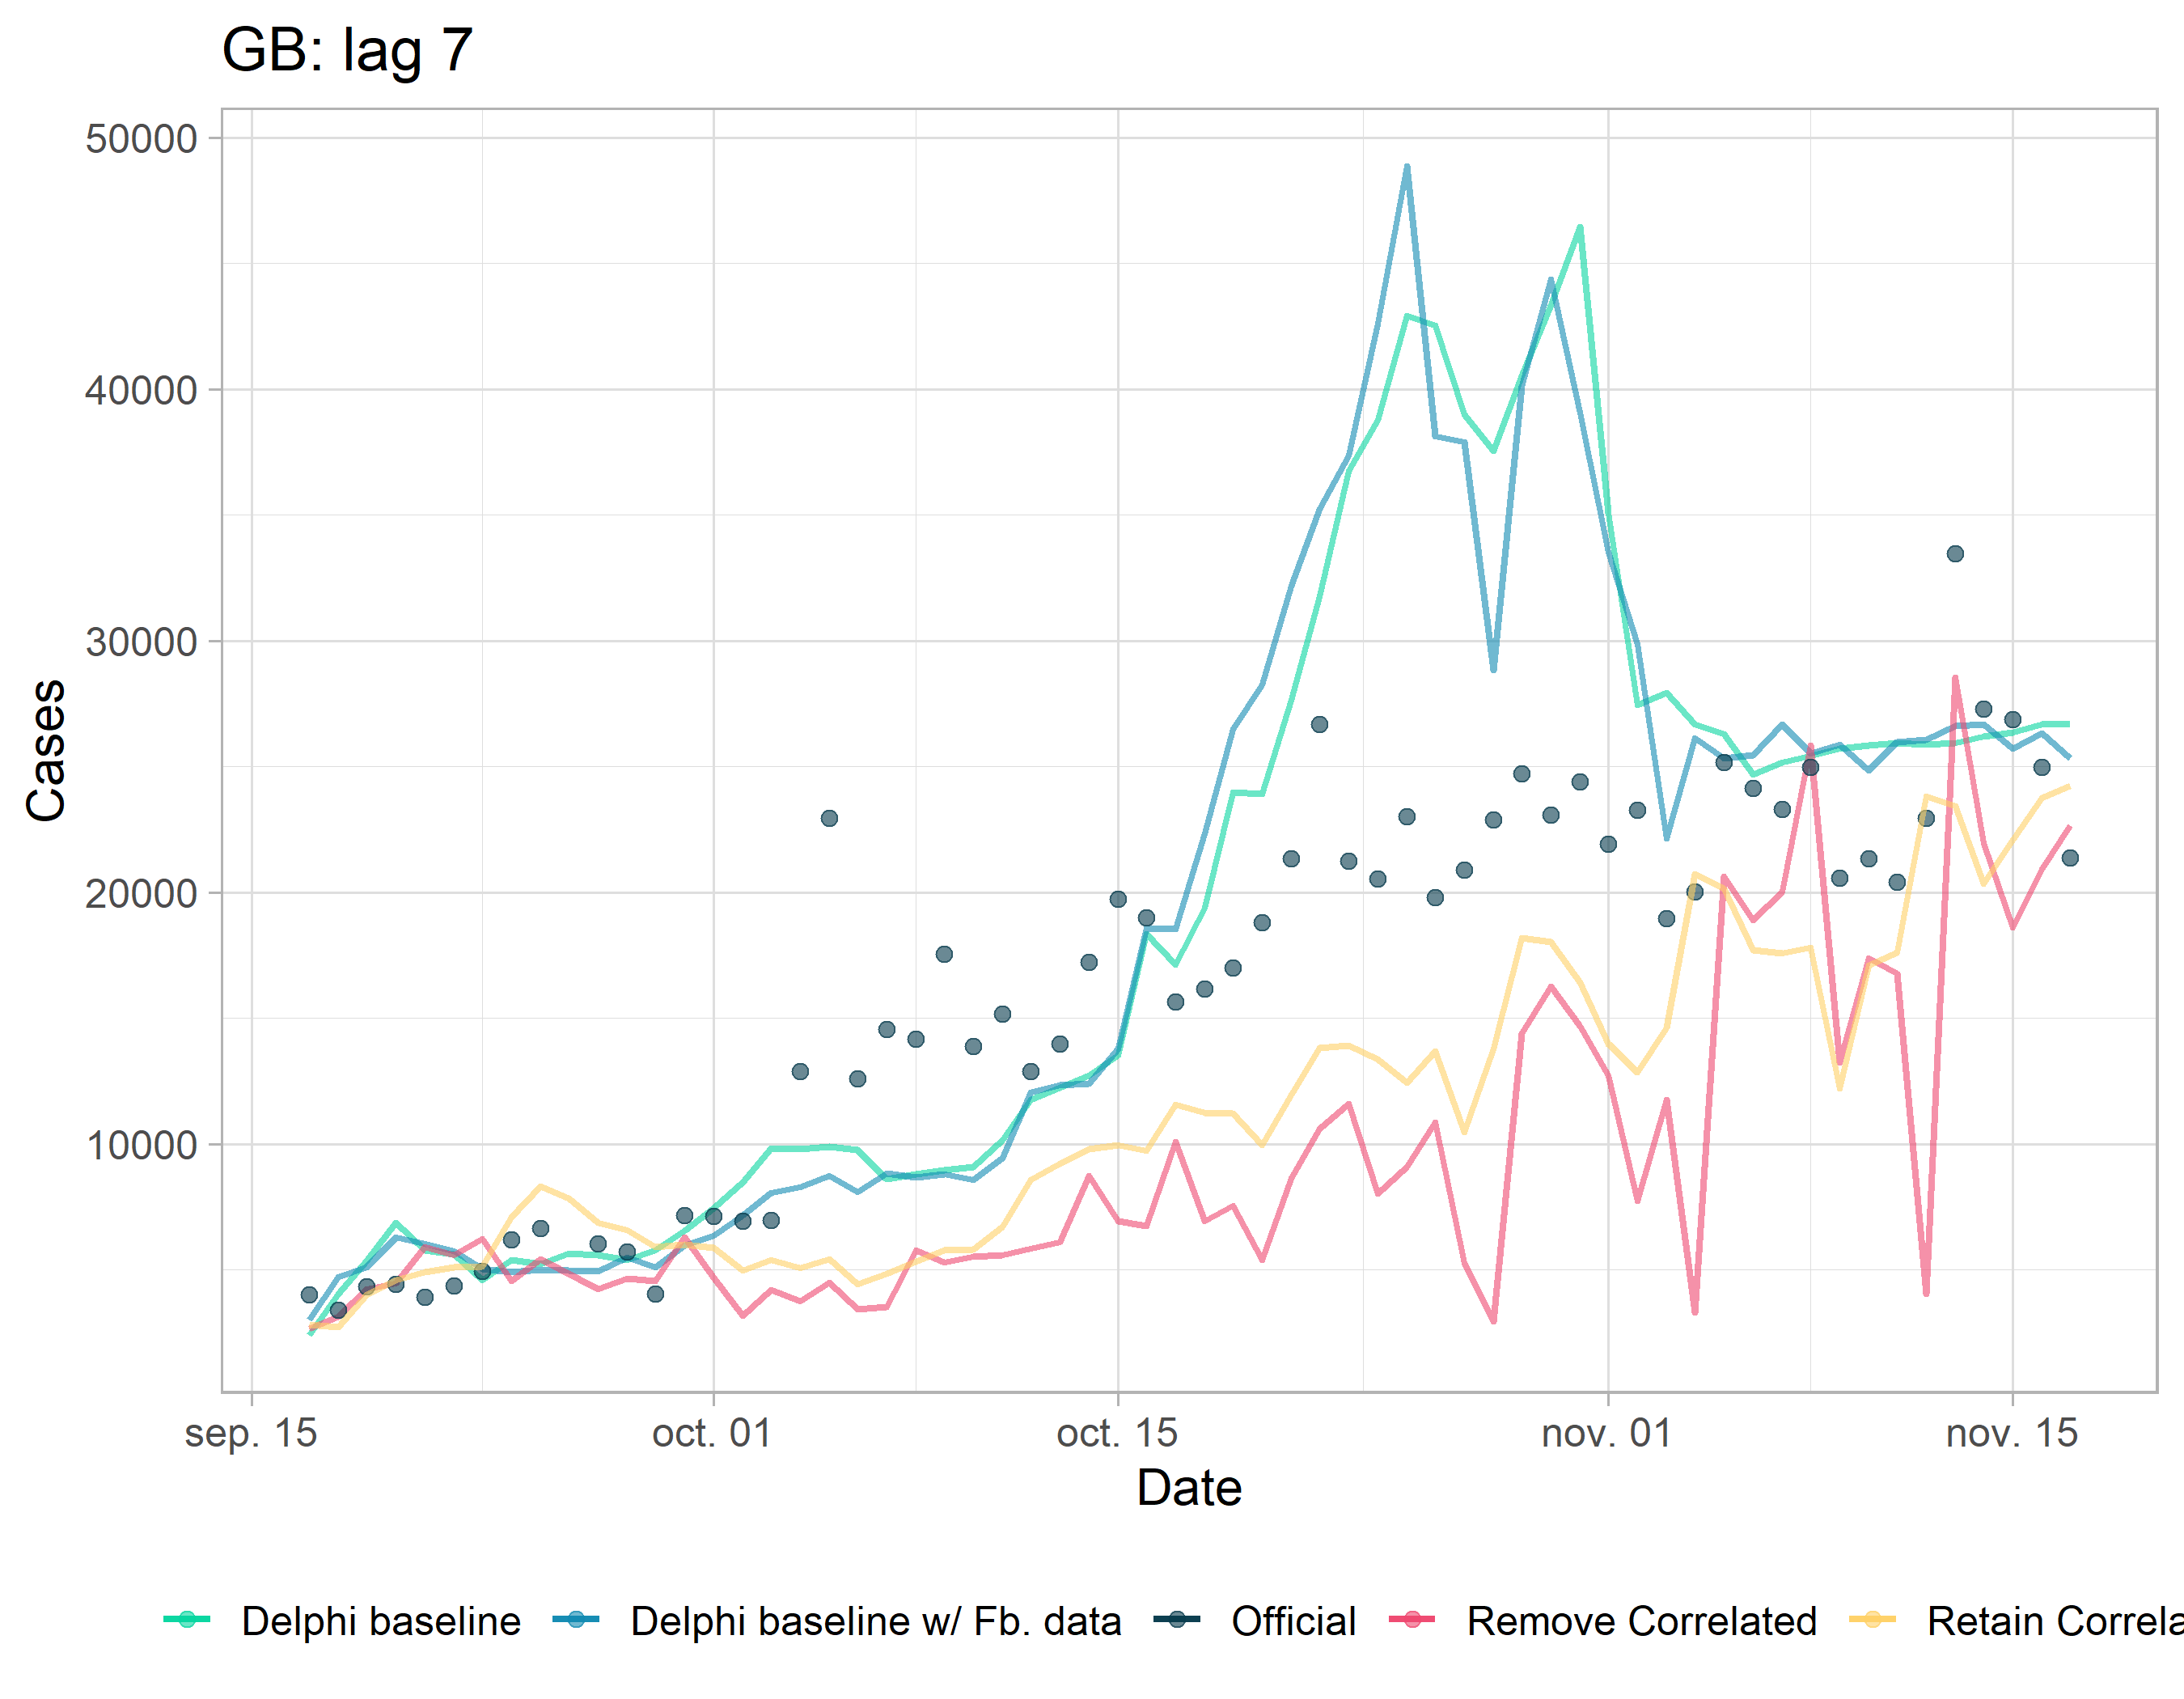 GB: lag 7
50000
40000
30000
20000
10000
Cases
sep. 15 oct. 01 oct. 15 nov. 01 nov. 15
Date
Delphi baseline Delphi baseline w/ Fb. data Official Remove Correlated Retain Correla